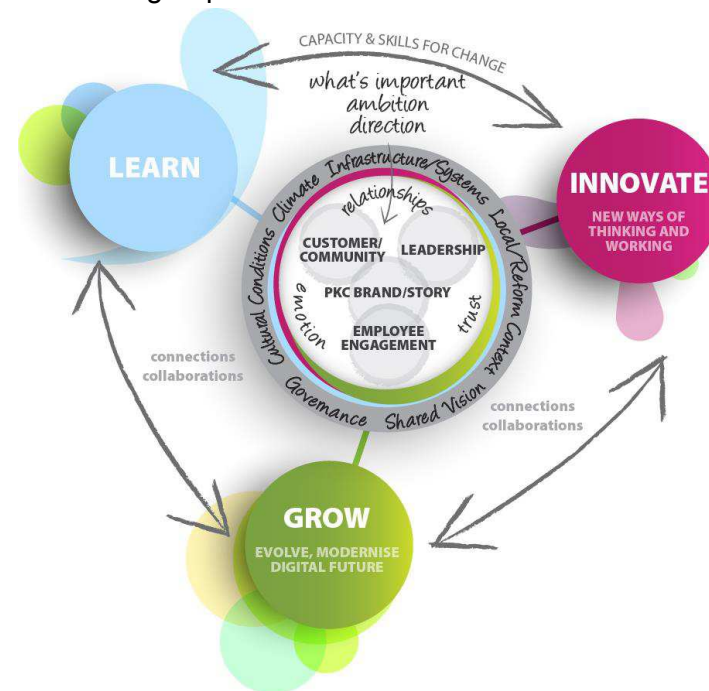 CAPACITY & SKILLS FOR CHANGE
what's important
ambition
direction
LEARN
INNOVATE
NEW WAYS OF
THINKING AND
WORKING
Cultural Conditions Climate Infrastructure/Systems Local/Reform Context
Governance Shared Vision
relationships
CUSTOMER/
COMMUNITY
LEADERSHIP
PKC BRAND/STORY
emotion
trust
EMPLOYEE
ENGAGEMENT
connections
collaborations
connections
collaborations
GROW
EVOLVE, MODERNISE
DIGITAL FUTURE